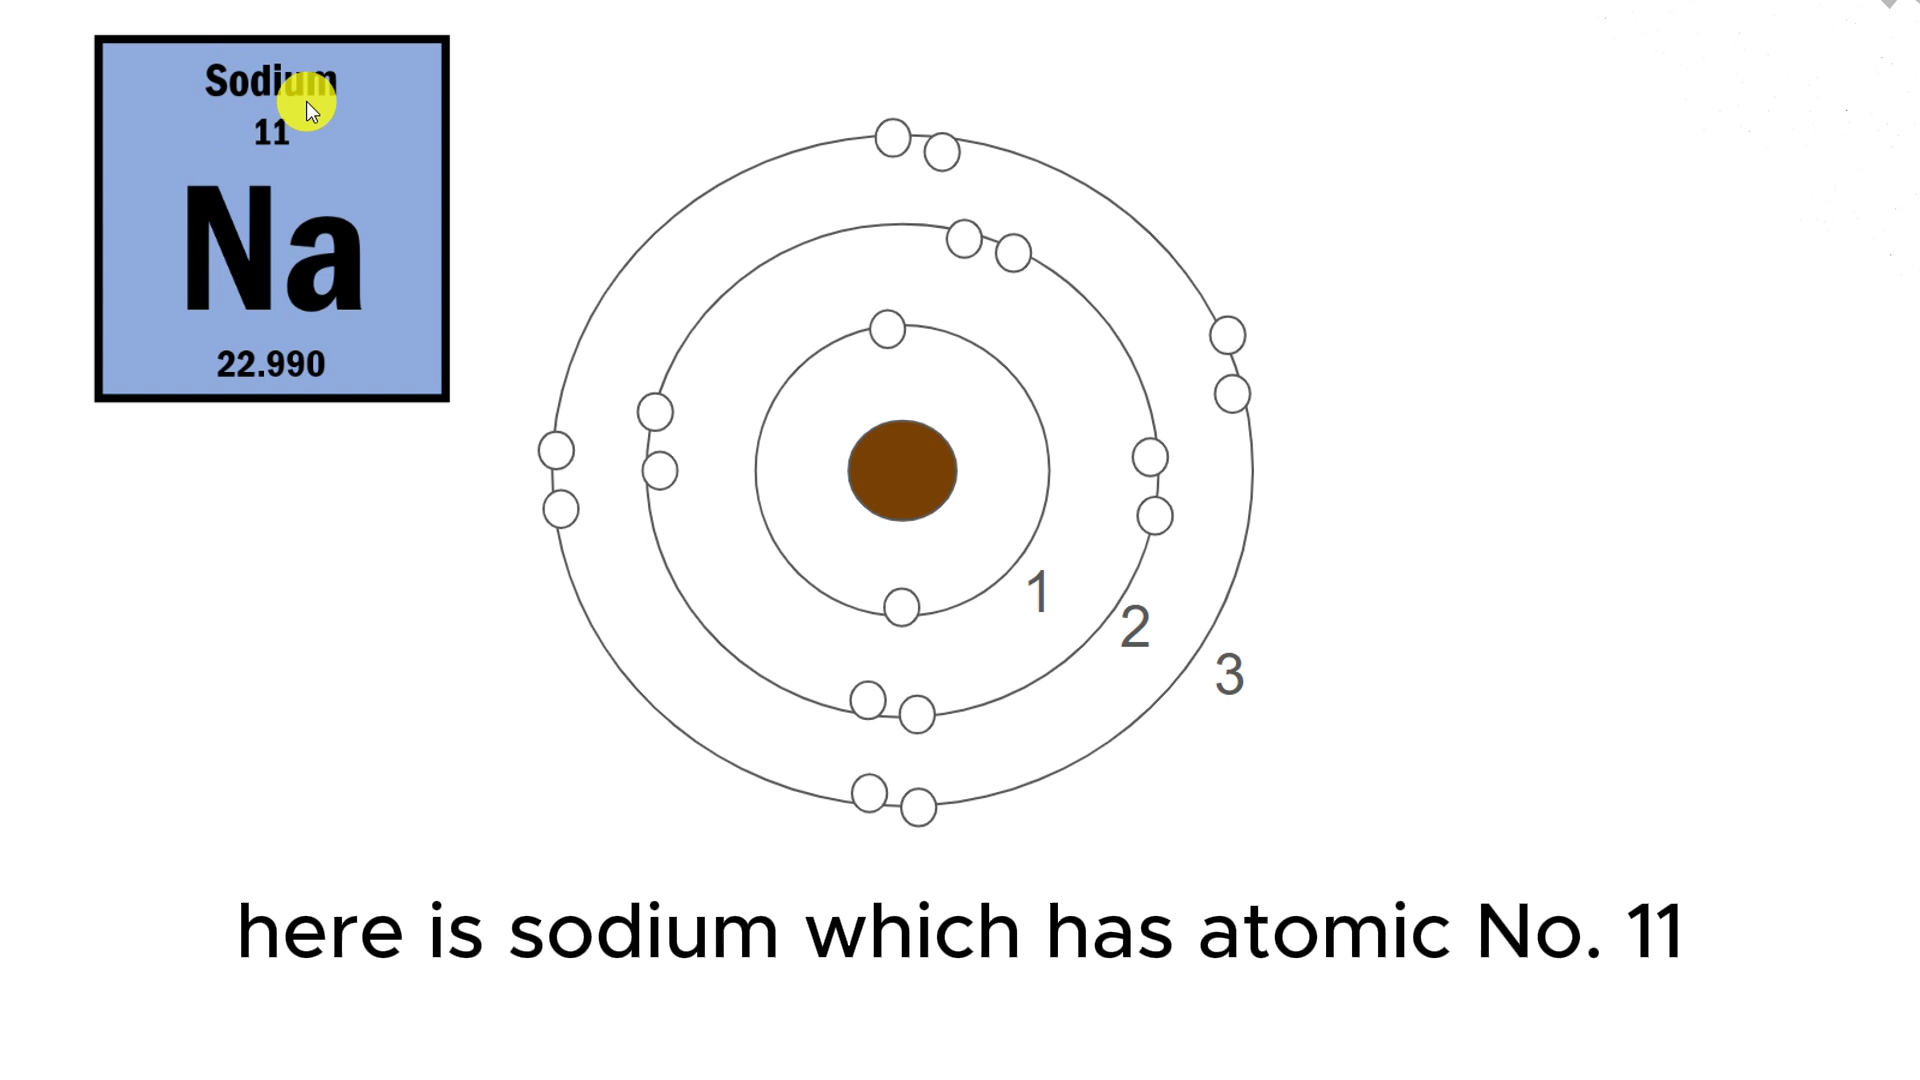 Sodium
11
Na
22.990
1
2
3
here is sodium which has atomic No. 11